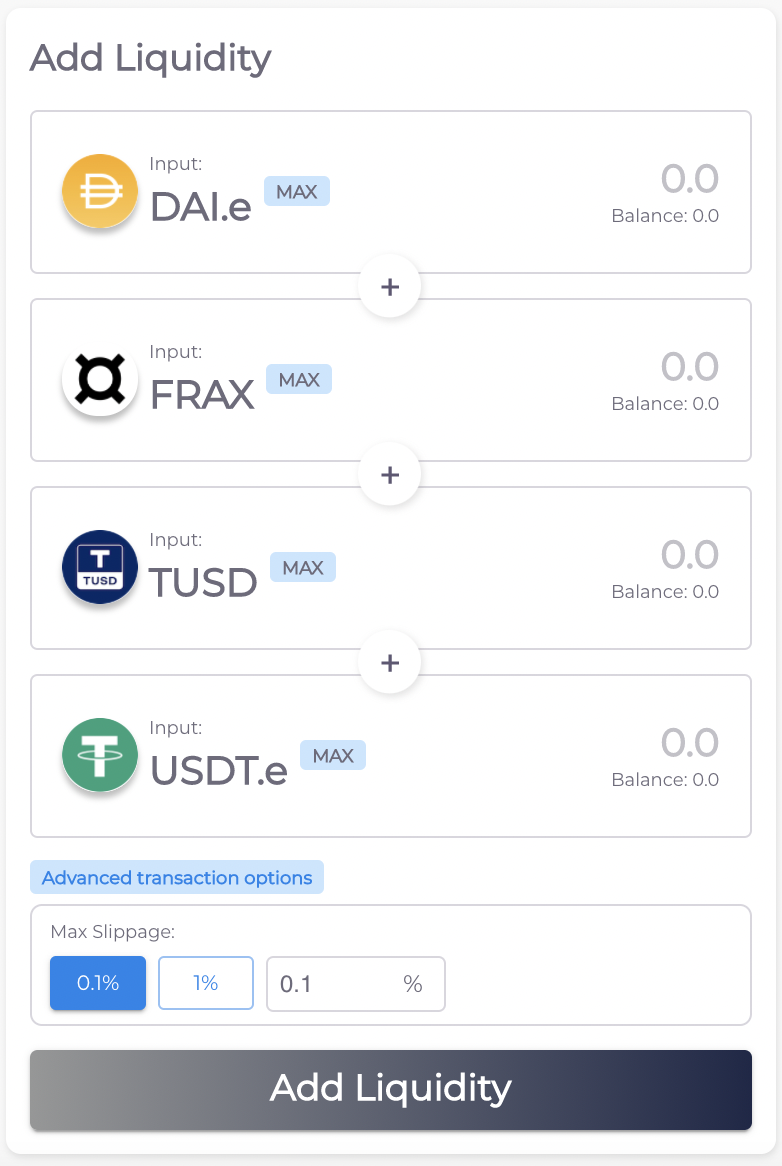 Add Liquidity
Input:
DAI.e MAX
0.0
Balance: 0.0
+
Input:
FRAX MAX
0.0
Balance: 0.0
+
T
TUSD
Input:
TUSD MAX
0.0
Balance: 0.0
+
Input:
USDT.e MAX
0.0
Balance: 0.0
Advanced transaction options
Max Slippage:
0.1% 1% 0.1 %
Add Liquidity